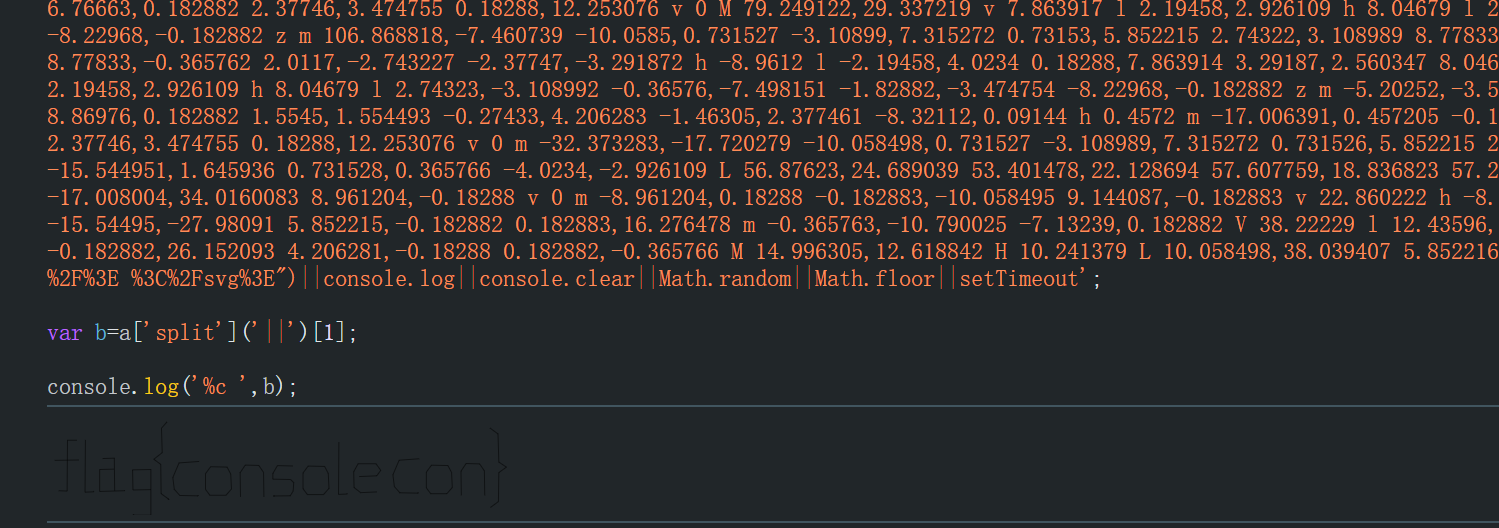 6.76663,0.182882 2.37746,3.474755 0.18288,12.253076 v 0 M 79.249122,29.337219 v 7.863917 l 2.19458,2.926109 h 8.04679 l 2
-8.22968,-0.182882 z m 106.868818,-7.460739 -10.0585,0.731527 -3.10899,7.315272 0.73153,5.852215 2.74322,3.108989 8.77833
8.77833,-0.365762 2.0117,-2.743227 -2.37747,-3.291872 h -8.9612 l -2.19458,4.0234 0.18288,7.863914 3.29187,2.560347 8.046
2.19458,2.926109 h 8.04679 l 2.74323,-3.108992 -0.36576,-7.498151 -1.82882,-3.474754 -8.22968,-0.182882 z m -5.20252,-3.5
8.86976,0.182882 1.5545,1.554493 -0.27433,4.206283 -1.46305,2.377461 -8.32112,0.09144 h 0.4572 m -17.006391,0.457205 -0.1
2.37746,3.474755 0.18288,12.253076 v 0 m -32.373283,-17.720279 -10.058498,0.731527 -3.108989,7.315272 0.731526,5.852215 2
-15.544951,1.645936 0.731528,0.365766 -4.0234,-2.926109 L 56.87623,24.689039 53.401478,22.128694 57.607759,18.836823 57.2
-17.008004,34.0160083 8.961204,-0.18288 v 0 m -8.961204,0.18288 -0.182883,-10.058495 9.144087,-0.182883 v 22.860222 h -8.
-15.54495,-27.98091 5.852215,-0.182882 0.182883,16.276478 m -0.365763,-10.790025 -7.13239,0.182882 V 38.22229 l 12.43596,
-0.182882,26.152093 4.206281,-0.18288 0.182882,-0.365766 M 14.996305,12.618842 H 10.241379 L 10.058498,38.039407 5.852216
%2F%3E %3C%2Fsvg%3E")||console.log||console.clear||Math.random||Math.floor||setTimeout';
var b=a['split']('||')[1];
console.log('%c ',b);
flag{consolecon}